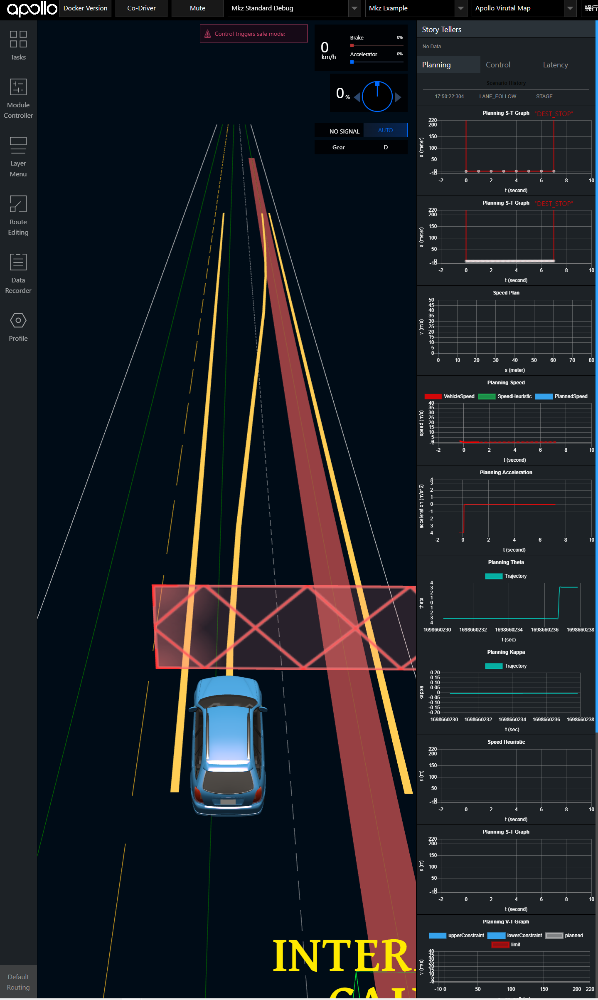 apollo
Docker Version
Co-Driver
Mute
Mkz Standard Debug
Mkz Example
Apollo Virutal Map
绕行
Tasks
Module
Controller
Layer
Menu
Route
Editing
Data
Recorder
Profile
Default
Routing
Control triggers safe mode:
0
km/h
Brake 0%
Accelerator 0%
0 %
NO SIGNAL AUTO
Gear D
INTER
Story Tellers
No Data
Planning Control Latency
Scenario History
17:50:22:304 LANE_FOLLOW STAGE
Planning S-T Graph "DEST_STOP"
s (meter)
220
200
150
100
50
0
-10
-2 0 2 4 6 8 10
t (second)
Planning S-T Graph "DEST_STOP"
s (meter)
220
200
150
100
50
0
-10
-2 0 2 4 6 8 10
t (second)
Speed Plan
v (m/s)
50
45
40
35
30
25
20
15
10
5
0
0 10 20 30 40 50 60 70 80
s (meter)
Planning Speed
VehicleSpeed SpeedHeuristic PlannedSpeed
speed (m/s)
40
35
30
25
20
15
10
5
0
-1
-2 0 2 4 6 8 10
t (second)
Planning Acceleration
acceleration (m/s^2)
4
3
2
1
0
-1
-2
-3
-4
-2 0 2 4 6 8 10
t (second)
Planning Theta
Trajectory
theta
4
3
2
1
0
-1
-2
-3
-4
1698660230 1698660232 1698660234 1698660236 1698660238
t (sec)
Planning Kappa
Trajectory
kappa
0.20
0.15
0.10
0.05
0
-0.05
-0.10
-0.15
-0.20
1698660230 1698660232 1698660234 1698660236 1698660238
t (sec)
Speed Heuristic
s (m)
220
200
150
100
50
0
-10
-2 0 2 4 6 8 10
t (second)
Planning S-T Graph
s (m)
220
200
150
100
50
0
-10
-2 0 2 4 6 8 10
t (second)
Planning V-T Graph
upperConstraint lowerConstraint planned
limit
v (m/s)
40
35
30
25
20
15
10
5
0
-1
-10 0 50 100 150 200 220